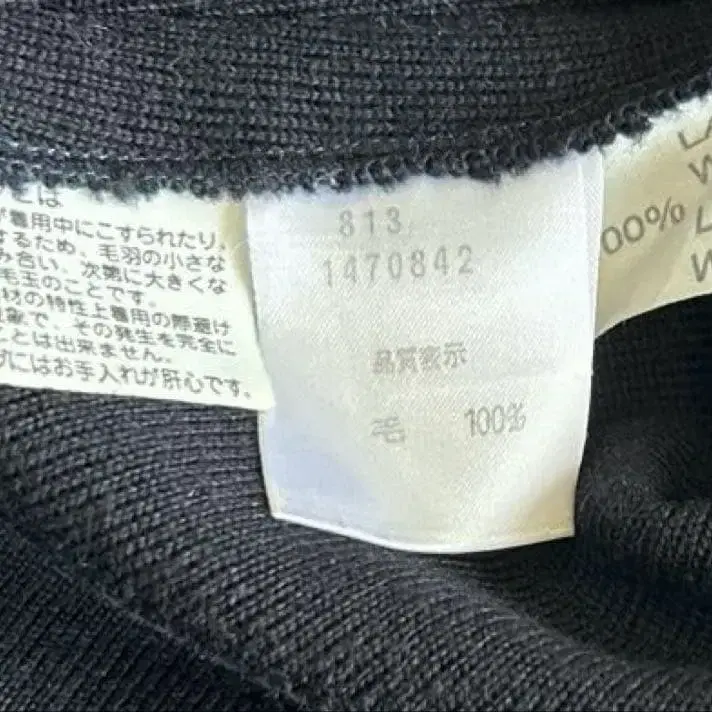 とは
着用中にこすられたり、
するため、毛羽の小さな
み合い、次第に大きくな
毛玉のことです。
材の特性上着用の際避け
現象で、その発生を完全に
ことは出来ません。
にはお手入れが肝心です。
813
1470842
品質表示
毛 100%
00%